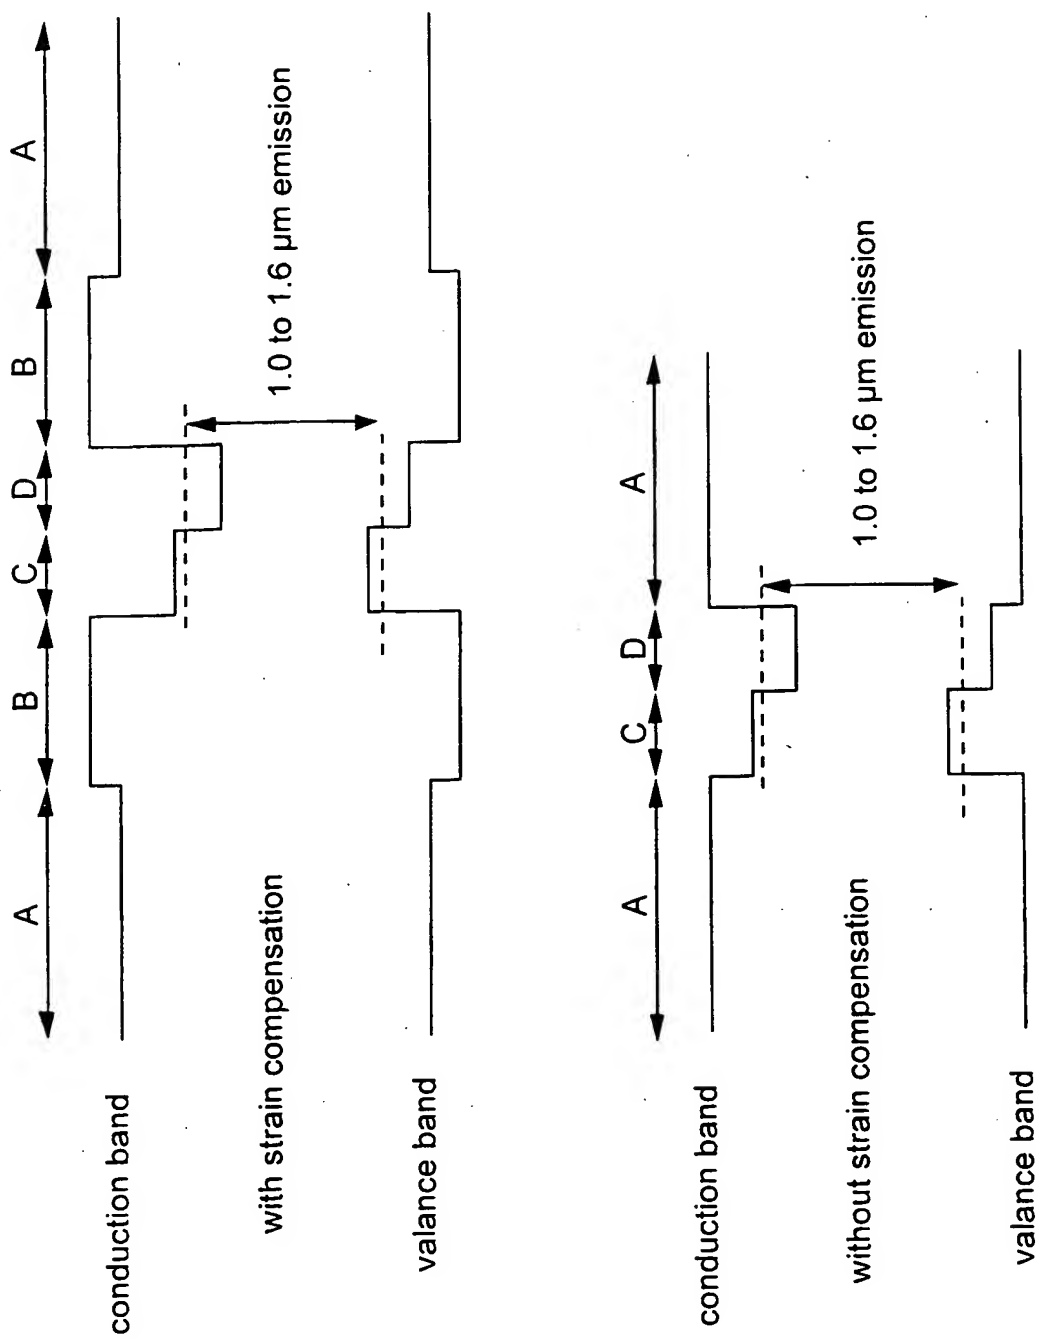 A
B
C
D
B
A
conduction band
with strain compensation
1.0 to 1.6 µm emission
valance band
A
C
D
A
conduction band
without strain compensation
1.0 to 1.6 µm emission
valance band